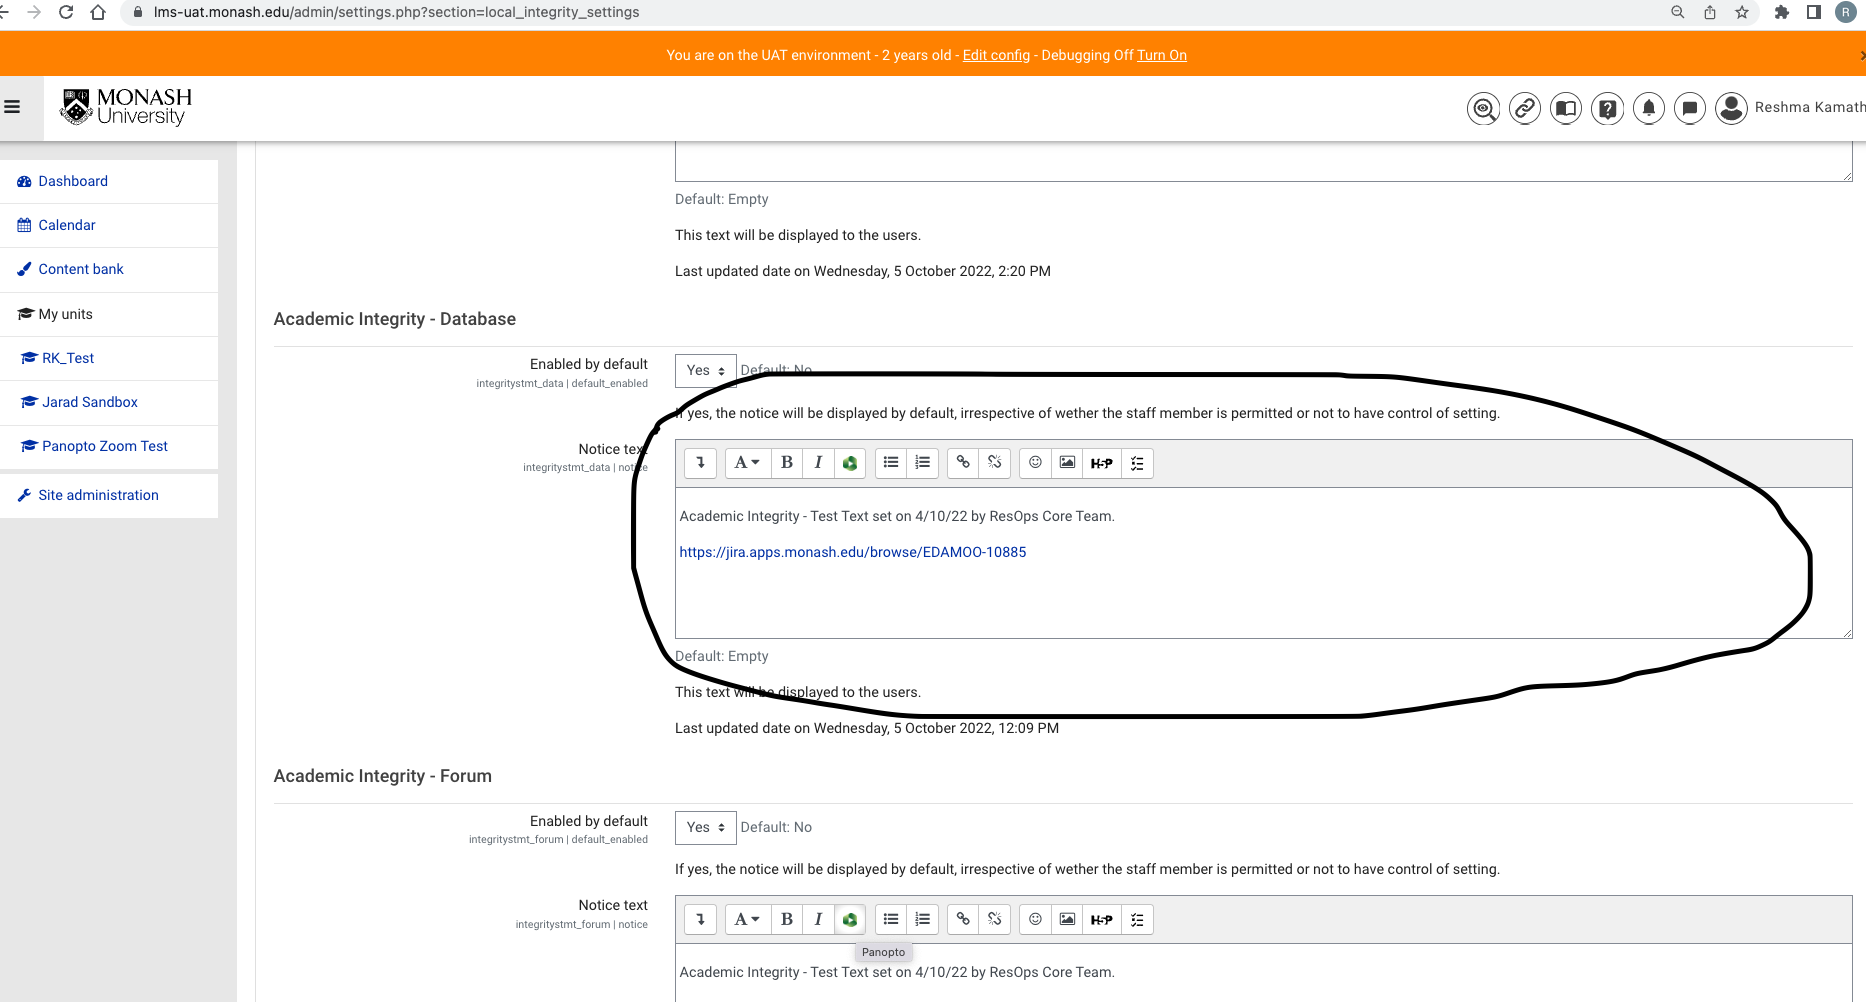 lms-uat.monash.edu/admin/settings.php?section=local_integrity_settings
R
You are on the UAT environment - 2 years old - Edit config - Debugging Off Turn On
MONASH
University
Reshma Kamath
Dashboard
Calendar
Content bank
My units
RK_Test
Jarad Sandbox
Panopto Zoom Test
Site administration
Default: Empty
This text will be displayed to the users.
Last updated date on Wednesday, 5 October 2022, 2:20 PM
Academic Integrity - Database
Enabled by default
integritystmt_data | default_enabled
Yes Default: No
If yes, the notice will be displayed by default, irrespective of wether the staff member is permitted or not to have control of setting.
Notice text
integritystmt_data | notice
A B I H5P
Academic Integrity - Test Text set on 4/10/22 by ResOps Core Team.
https://jira.apps.monash.edu/browse/EDAMOO-10885
Default: Empty
This text will be displayed to the users.
Last updated date on Wednesday, 5 October 2022, 12:09 PM
Academic Integrity - Forum
Enabled by default
integritystmt_forum | default_enabled
Yes Default: No
If yes, the notice will be displayed by default, irrespective of wether the staff member is permitted or not to have control of setting.
Notice text
integritystmt_forum | notice
A B I H5P
Panopto
Academic Integrity - Test Text set on 4/10/22 by ResOps Core Team.